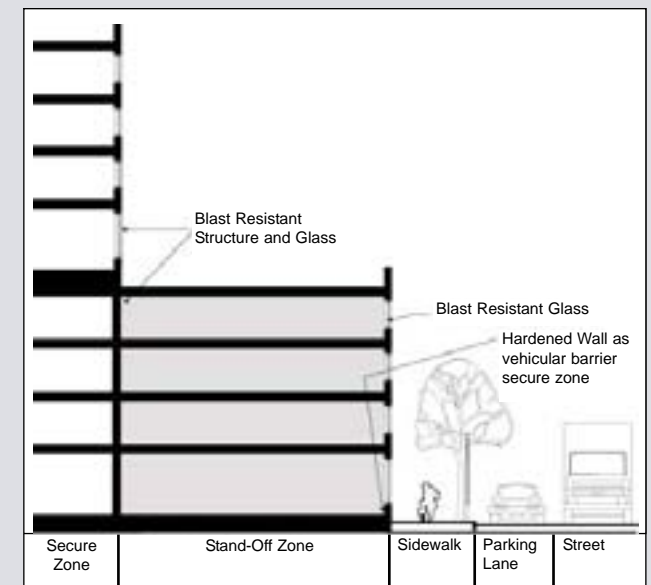 Blast Resistant
Structure and Glass
Blast Resistant Glass
Hardened Wall as
vehicular barrier
secure zone
Secure
Zone
Stand-Off Zone
Sidewalk
Parking
Lane
Street